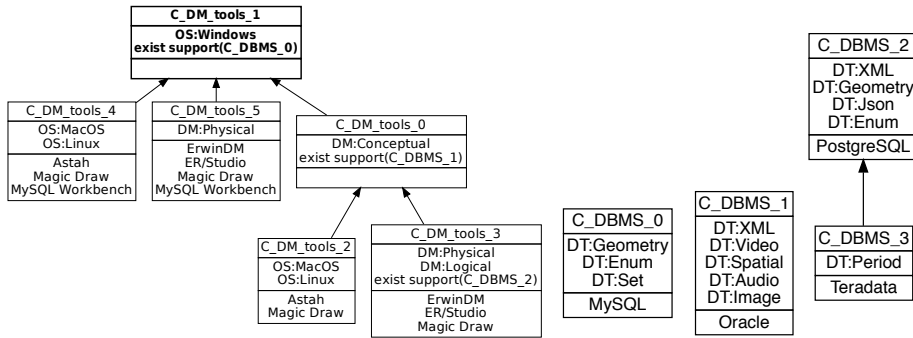 C_DM_tools_1
OS:Windows
exist support(C_DBMS_0)
C_DM_tools_4
OS:MacOS
OS:Linux
Astah
Magic Draw
MySQL Workbench
C_DM_tools_5
DM:Physical
ErwinDM
ER/Studio
Magic Draw
MySQL Workbench
C_DM_tools_0
DM:Conceptual
exist support(C_DBMS_1)
C_DM_tools_2
OS:MacOS
OS:Linux
Astah
Magic Draw
C_DM_tools_3
DM:Physical
DM:Logical
exist support(C_DBMS_2)
ErwinDM
ER/Studio
Magic Draw
C_DBMS_0
DT:Geometry
DT:Enum
DT:Set
MySQL
C_DBMS_1
DT:XML
DT:Video
DT:Spatial
DT:Audio
DT:Image
Oracle
C_DBMS_2
DT:XML
DT:Geometry
DT:Json
DT:Enum
PostgreSQL
C_DBMS_3
DT:Period
Teradata